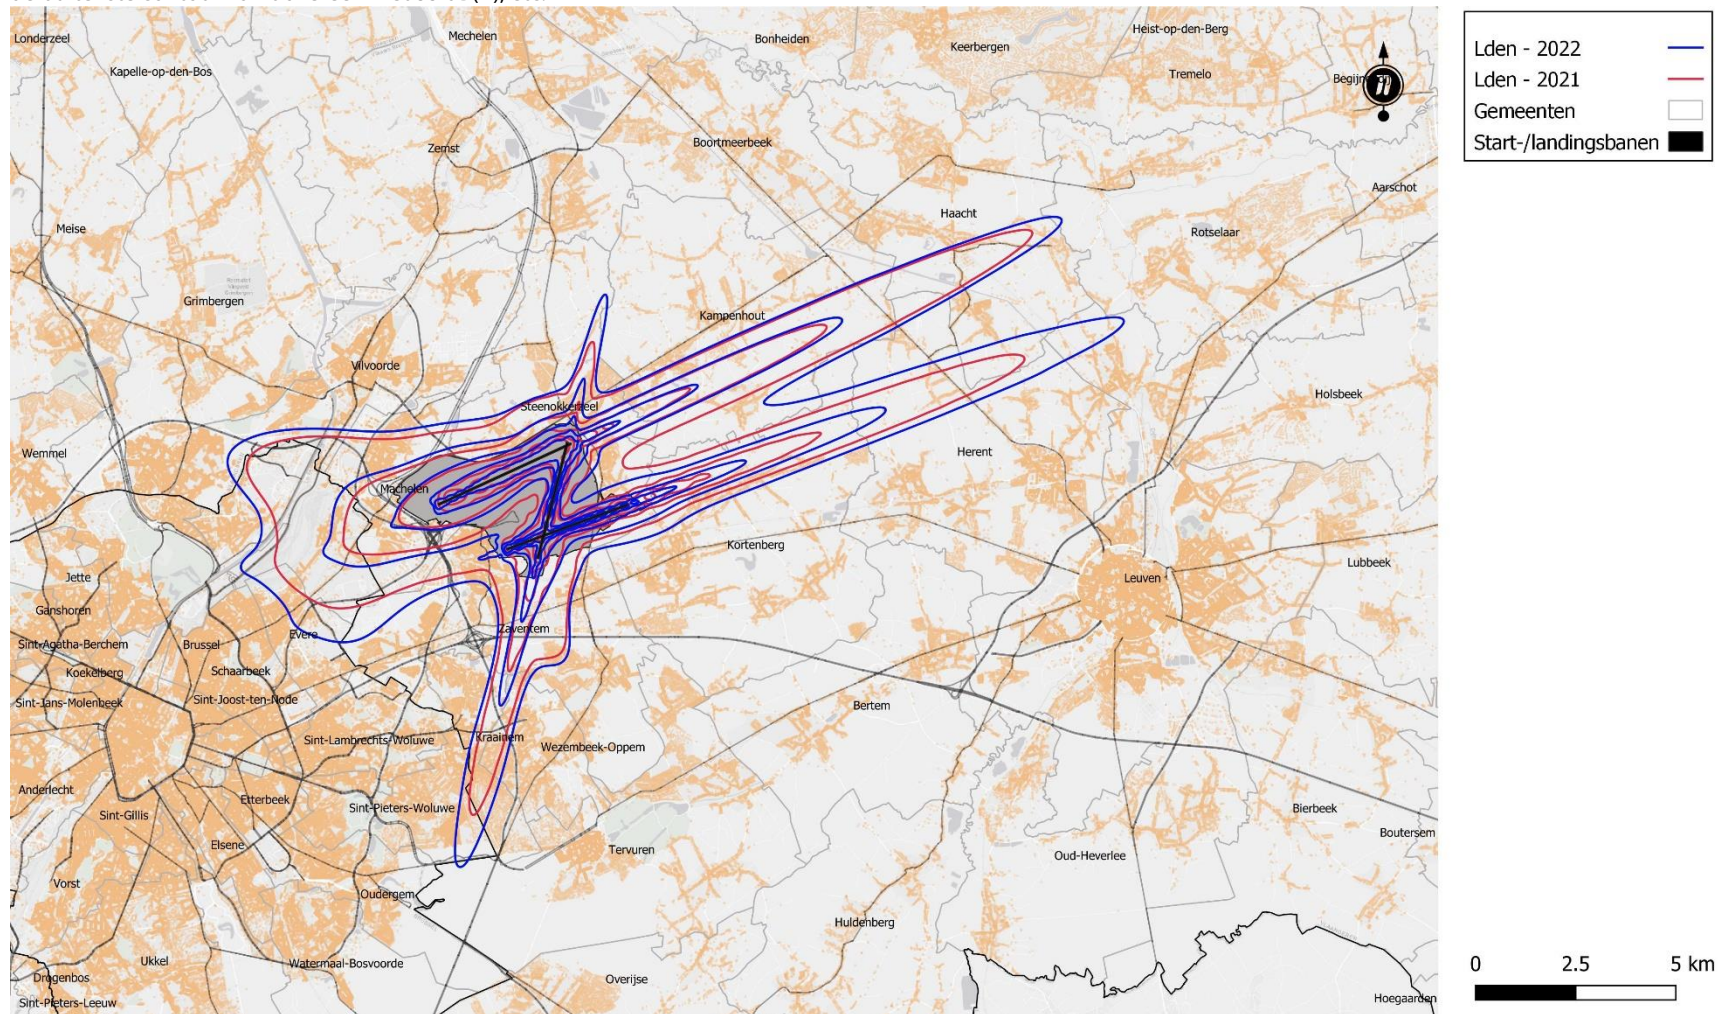 Londerzeel
Mechelen
Bonheiden
Keerbergen
Heist-op-den-Berg
Kapelle-op-den-Bos
Tremelo
Zemst
Boortmeerbeek
Aarschot
Haacht
Meise
Rotselaar
Grimbergen
Kampenhout
Vilvoorde
Holsbeek
Steenokkerzeel
Wemmel
Herent
Machelen
Kortenberg
Lubbeek
Jette
Leuven
Ganshoren
Zaventem
Evere
Sint-Agatha-Berchem
Brussel
Koekelberg
Schaarbeek
Sint-Jans-Molenbeek
Sint-Joost-ten-Node
Bertem
Kraainem
Sint-Lambrechts-Woluwe
Wezembeek-Oppem
Anderlecht
Etterbeek
Sint-Pieters-Woluwe
Bierbeek
Sint-Gillis
Boutersem
Elsene
Tervuren
Oud-Heverlee
Vorst
Oudergem
Huldenberg
Ukkel
Watermaal-Bosvoorde
Drogenbos
Overijse
Sint-Pieters-Leeuw
Hoegaarden
Lden - 2022
Lden - 2021
Gemeenten
Start-/landingsbanen
0 2.5 5 km